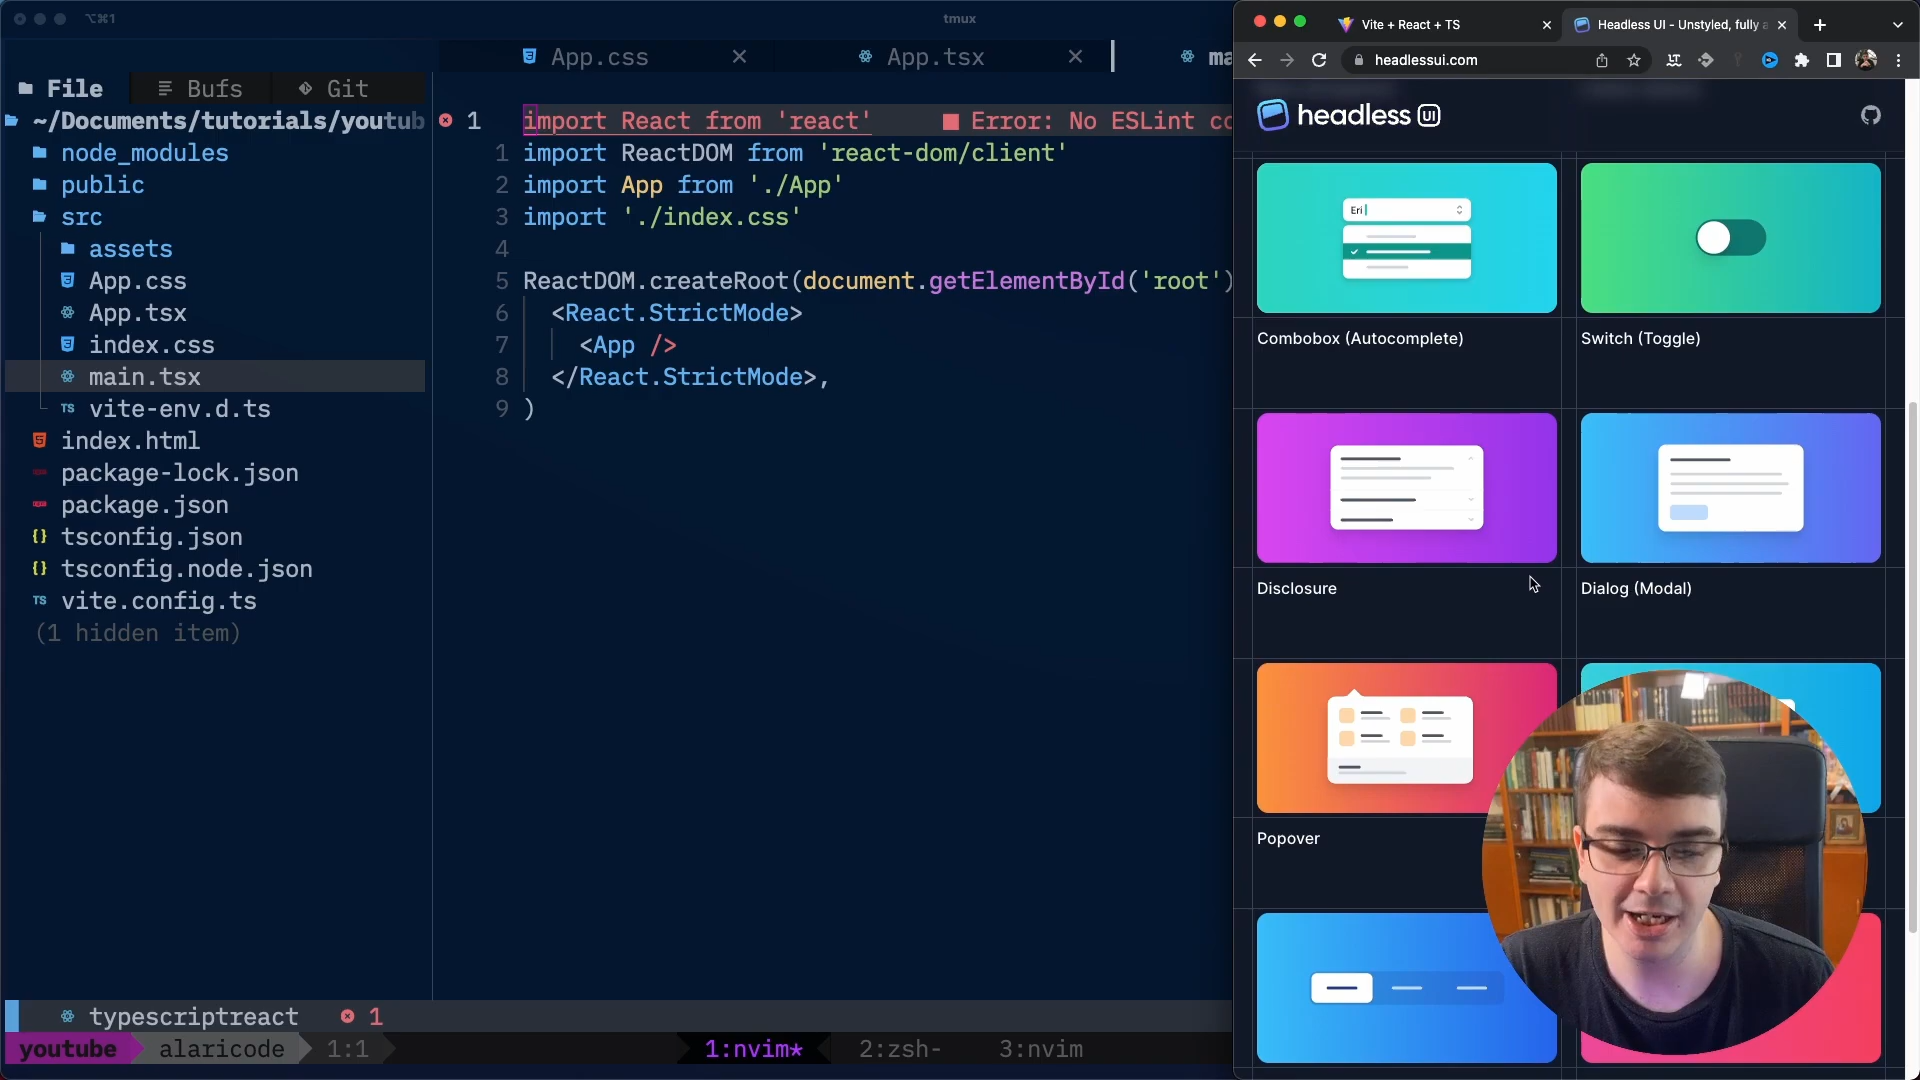 ⌥⌘1
tmux
App.css
App.tsx
ma
File
Bufs
Git
~/Documents/tutorials/youtub
node_modules
public
src
assets
App.css
App.tsx
index.css
main.tsx
TS vite-env.d.ts
index.html
package-lock.json
package.json
{} tsconfig.json
{} tsconfig.node.json
TS vite.config.ts
(1 hidden item)
1 import React from 'react' Error: No ESLint co
1 import ReactDOM from 'react-dom/client'
2 import App from './App'
3 import './index.css'
4
5 ReactDOM.createRoot(document.getElementById('root')
6 <React.StrictMode>
7 <App />
8 </React.StrictMode>,
9 )
typescriptreact 1
youtube alaricode 1:1
1:nvim* 2:zsh- 3:nvim
Vite + React + TS
Headless UI - Unstyled, fully a
headlessui.com
headless UI
Eri
Combobox (Autocomplete)
Switch (Toggle)
Disclosure
Dialog (Modal)
Popover